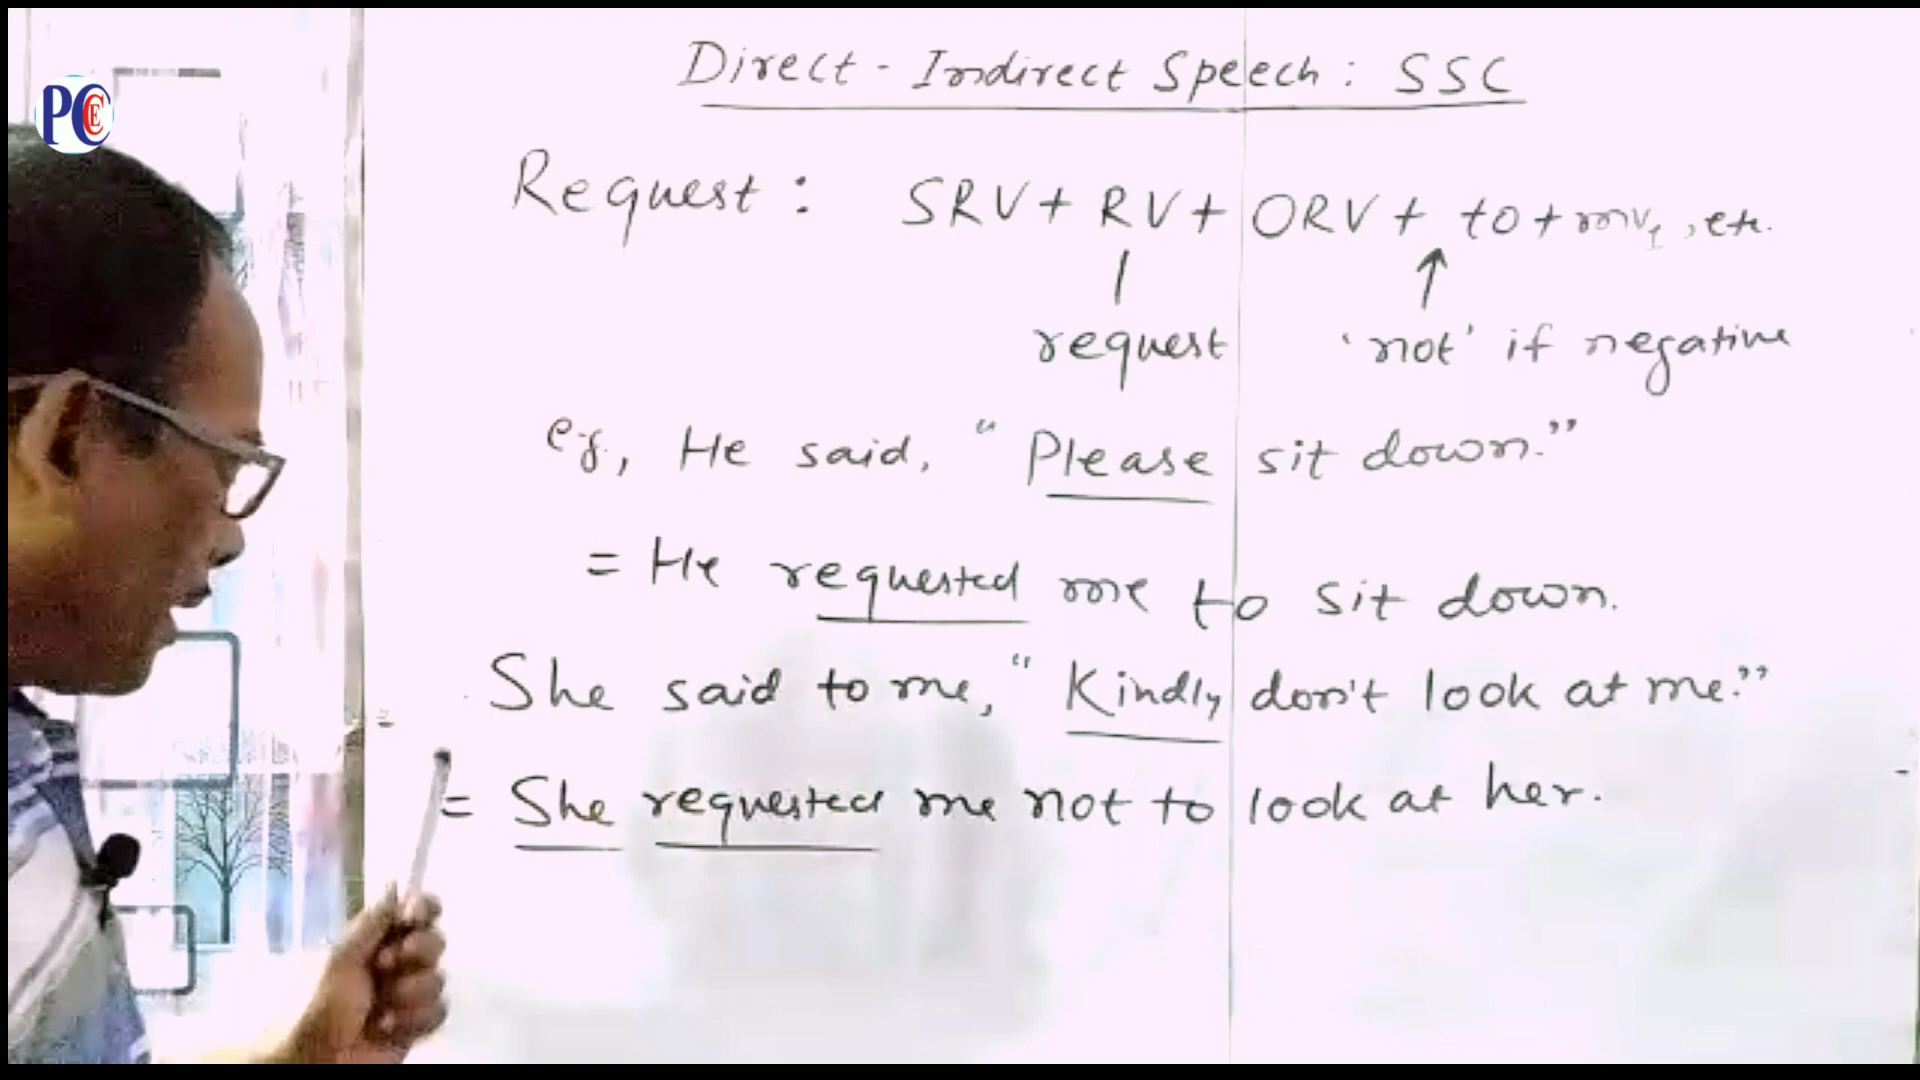 PCEC
Direct - Indirect Speech : SSC
Request : SRV + RV + ORV + to + mv1, etc.
request 'not' if negative
e.g., He said, "Please sit down."
= He requested me to sit down.
She said to me, "Kindly don't look at me."
=
= She requested me not to look at her.